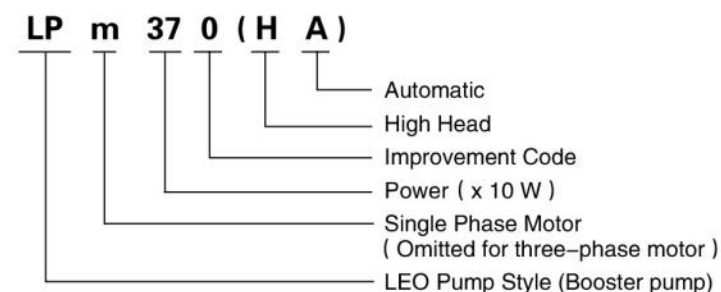 LP m 37 0 ( H A )
Automatic
High Head
Improvement Code
Power ( x 10 W )
Single Phase Motor
( Omitted for three–phase motor )
LEO Pump Style (Booster pump)